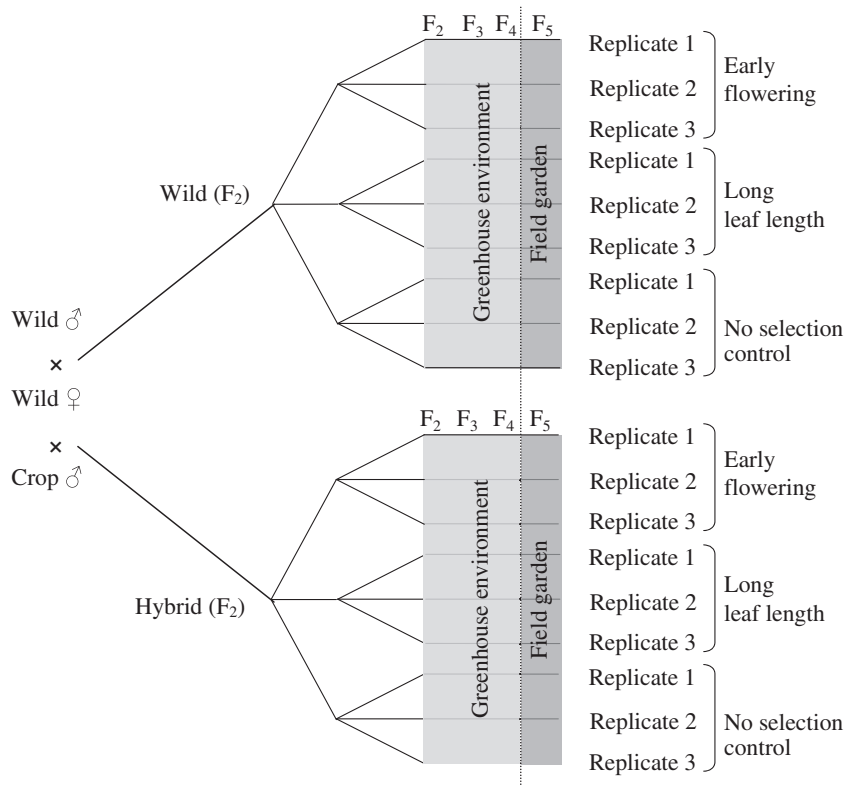 F₂ F₃ F₄ F₅
Replicate 1
Replicate 2
Replicate 3
Early
flowering
Replicate 1
Replicate 2
Replicate 3
Long
leaf length
Replicate 1
Replicate 2
Replicate 3
No selection
control
Greenhouse environment
Field garden
Wild (F₂)
Wild ♂
×
Wild ♀
×
Crop ♂
Hybrid (F₂)
F₂ F₃ F₄ F₅
Replicate 1
Replicate 2
Replicate 3
Early
flowering
Replicate 1
Replicate 2
Replicate 3
Long
leaf length
Replicate 1
Replicate 2
Replicate 3
No selection
control
Greenhouse environment
Field garden